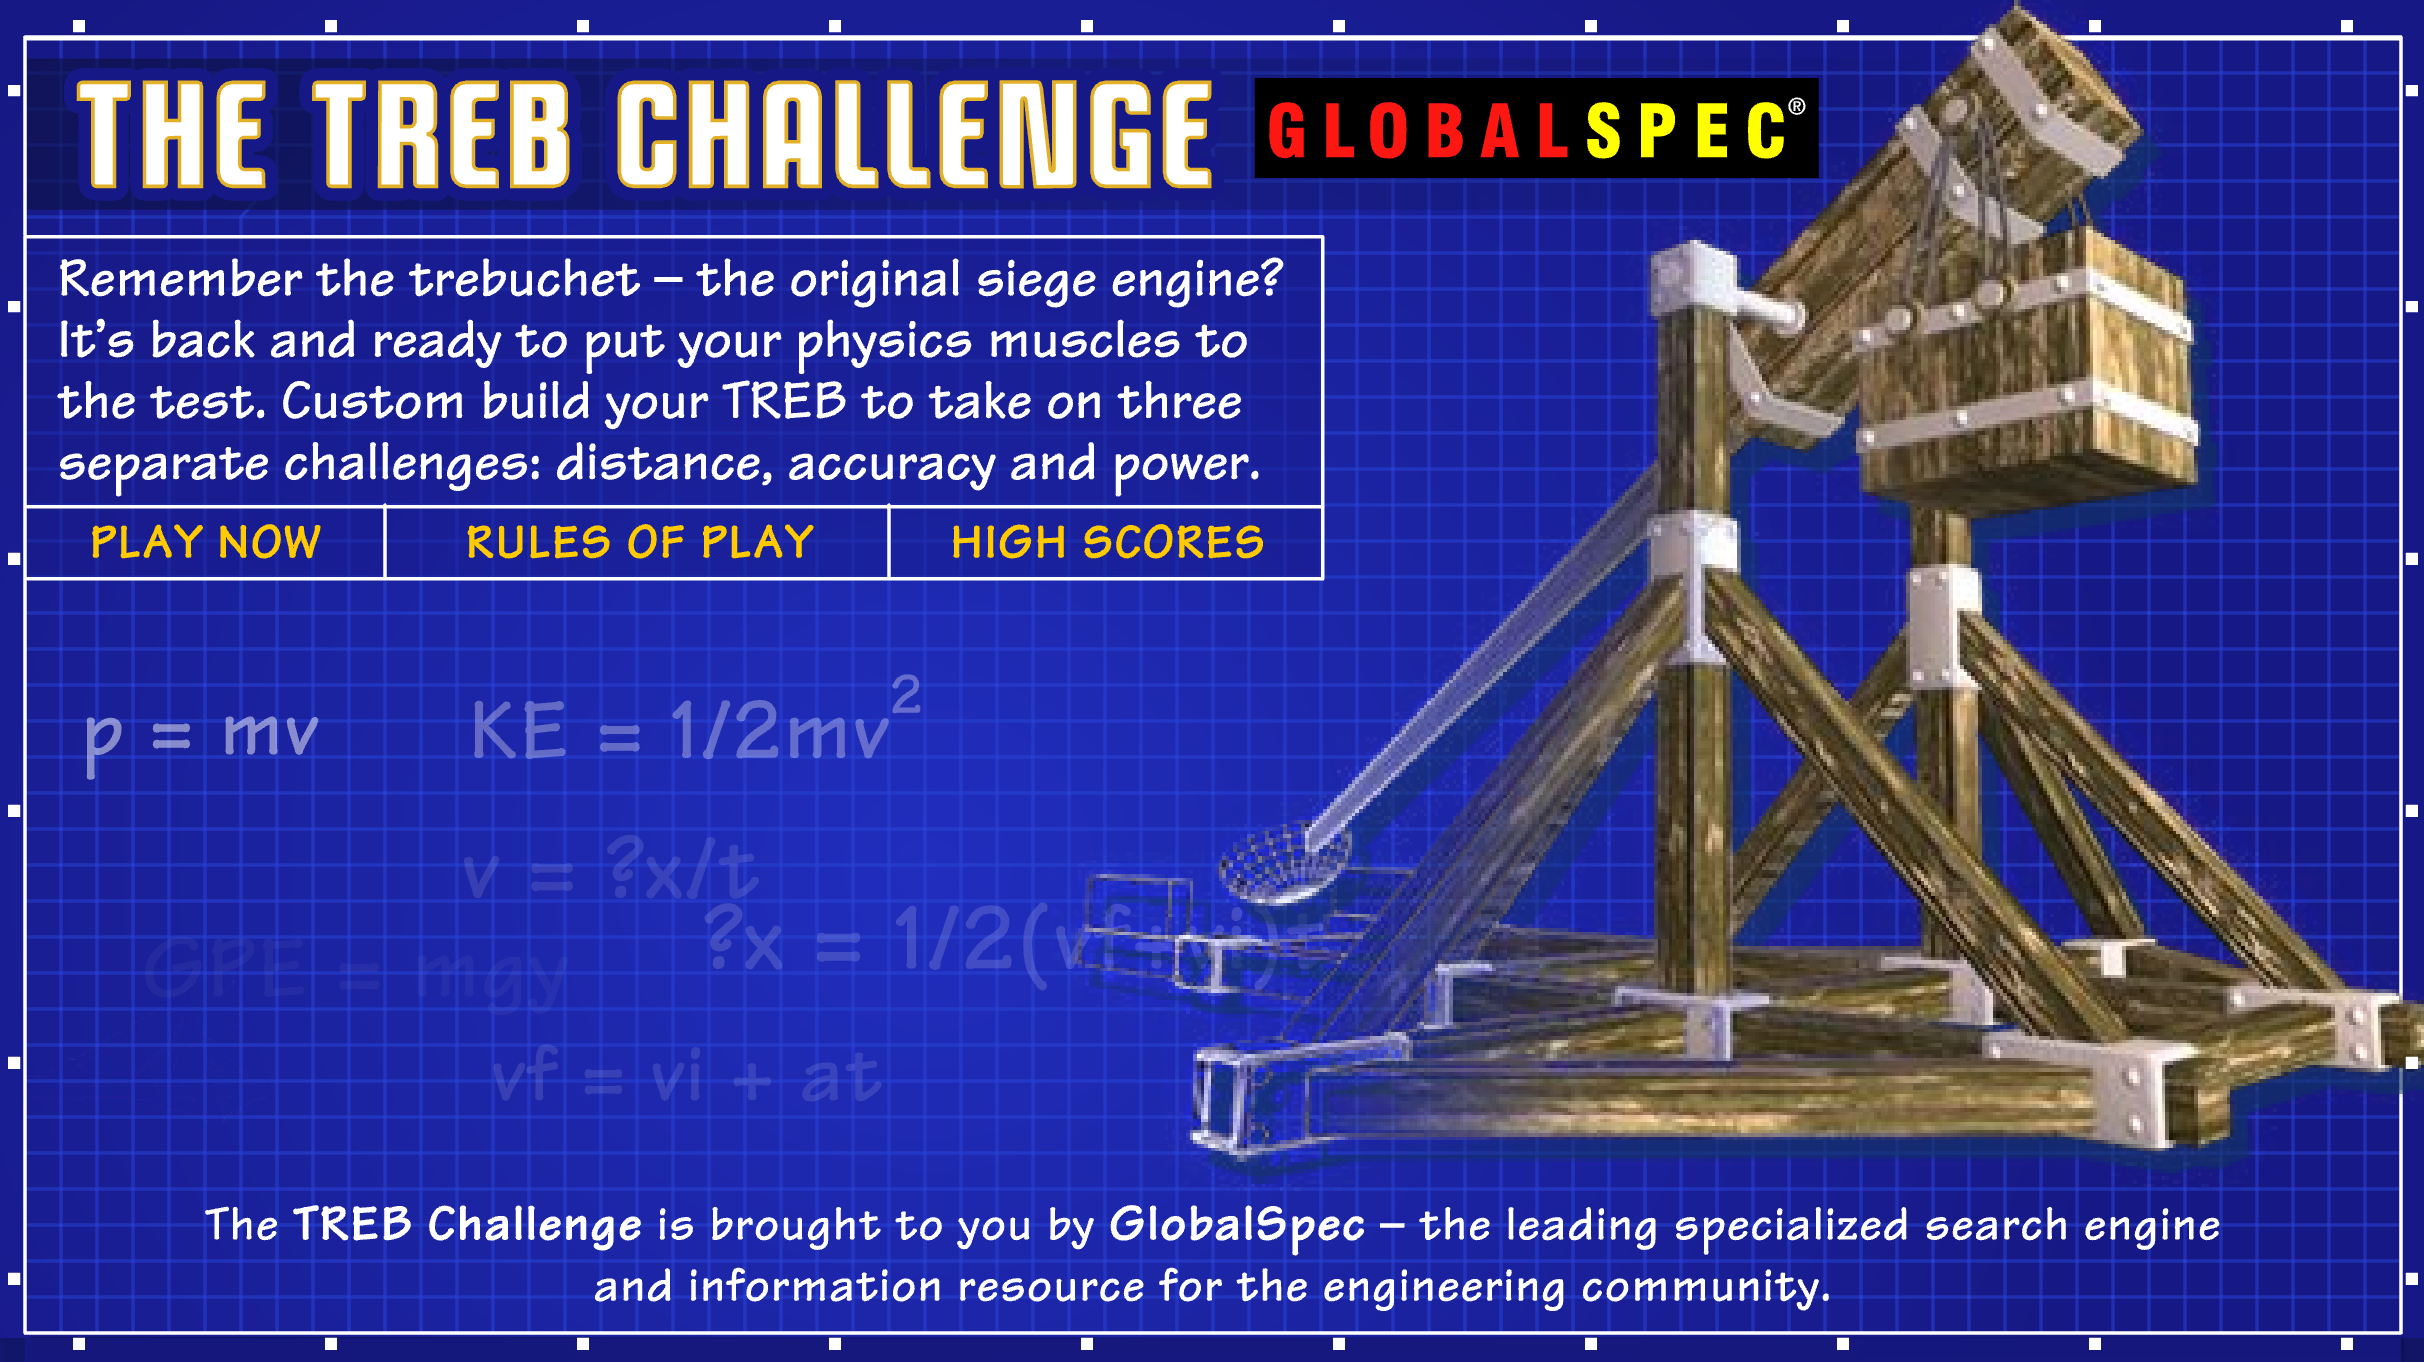 THE TREB CHALLENGE
GLOBALSPEC®
Remember the trebuchet – the original siege engine?
It's back and ready to put your physics muscles to
the test. Custom build your TREB to take on three
separate challenges: distance, accuracy and power.
PLAY NOW
RULES OF PLAY
HIGH SCORES
p = mv
KE = 1/2mv²
v = ?x/t
?x = 1/2(vf+vi)t
GPE = mgy
vf = vi + at
The TREB Challenge is brought to you by GlobalSpec – the leading specialized search engine
and information resource for the engineering community.